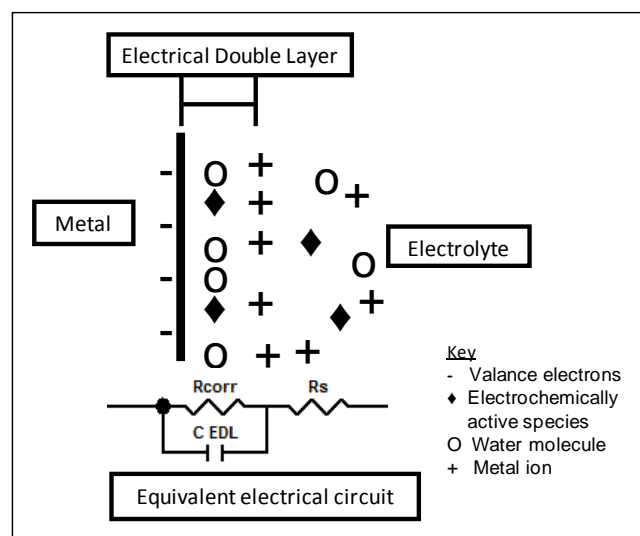 Electrical Double Layer
Metal
Electrolyte
Key
- Valance electrons
♦ Electrochemically
active species
O Water molecule
+ Metal ion
Rcorr
Rs
C EDL
Equivalent electrical circuit